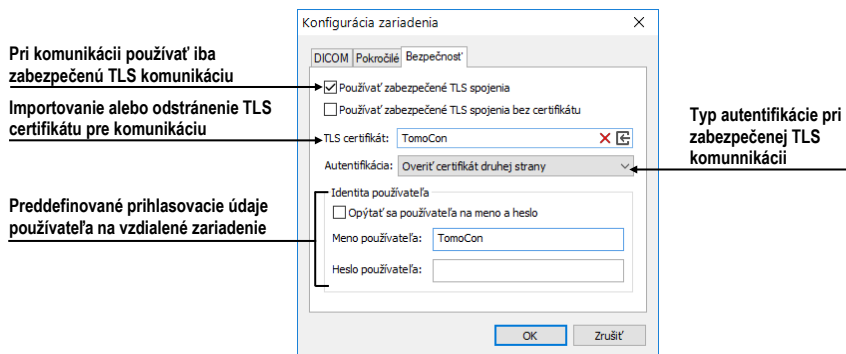 Konfigurácia zariadenia
DICOM Pokročilé Bezpečnosť
Pri komunikácii používať iba
zabezpečenú TLS komunikáciu
Používať zabezpečené TLS spojenia
Importovanie alebo odstránenie TLS
certifikátu pre komunikáciu
Používať zabezpečené TLS spojenia bez certifikátu
TLS certifikát: TomoCon
Typ autentifikácie pri
zabezpečenej TLS
komunnikácii
Autentifikácia: Overiť certifikát druhej strany
Identita používateľa
Preddefinované prihlasovacie údaje
používateľa na vzdialené zariadenie
Opýtať sa používateľa na meno a heslo
Meno používateľa: TomoCon
Heslo používateľa:
OK Zrušiť